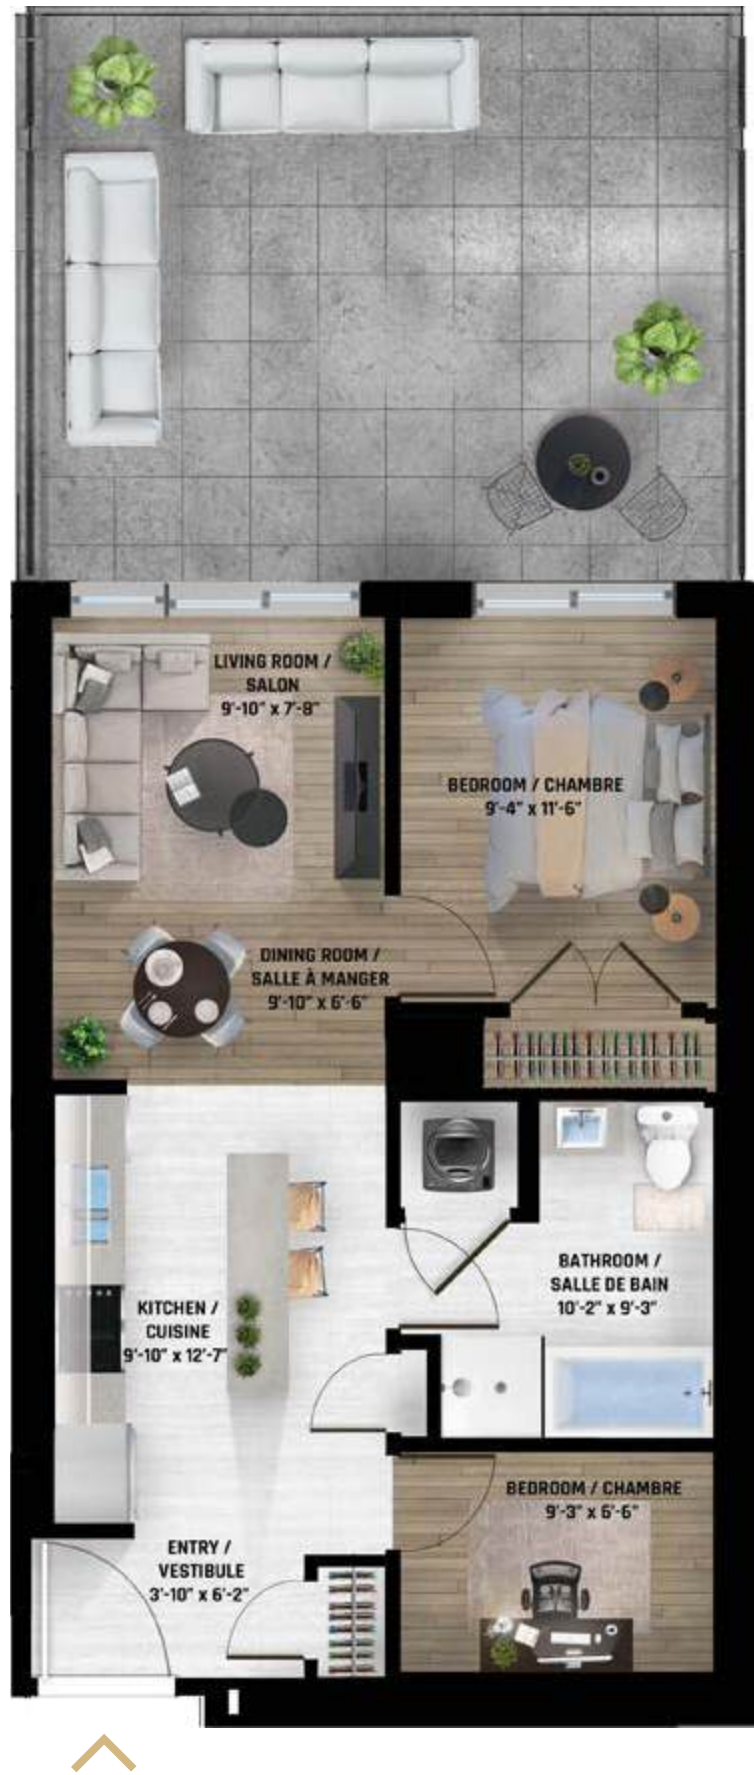 LIVING ROOM /
SALON
9'-10" x 7'-8"
BEDROOM / CHAMBRE
9'-4" x 11'-6"
DINING ROOM /
SALLE À MANGER
9'-10" x 6'-6"
BATHROOM /
SALLE DE BAIN
10'-2" x 9'-3"
KITCHEN /
CUISINE
9'-10" x 12'-7"
BEDROOM / CHAMBRE
9'-3" x 6'-6"
ENTRY /
VESTIBULE
3'-10" x 6'-2"